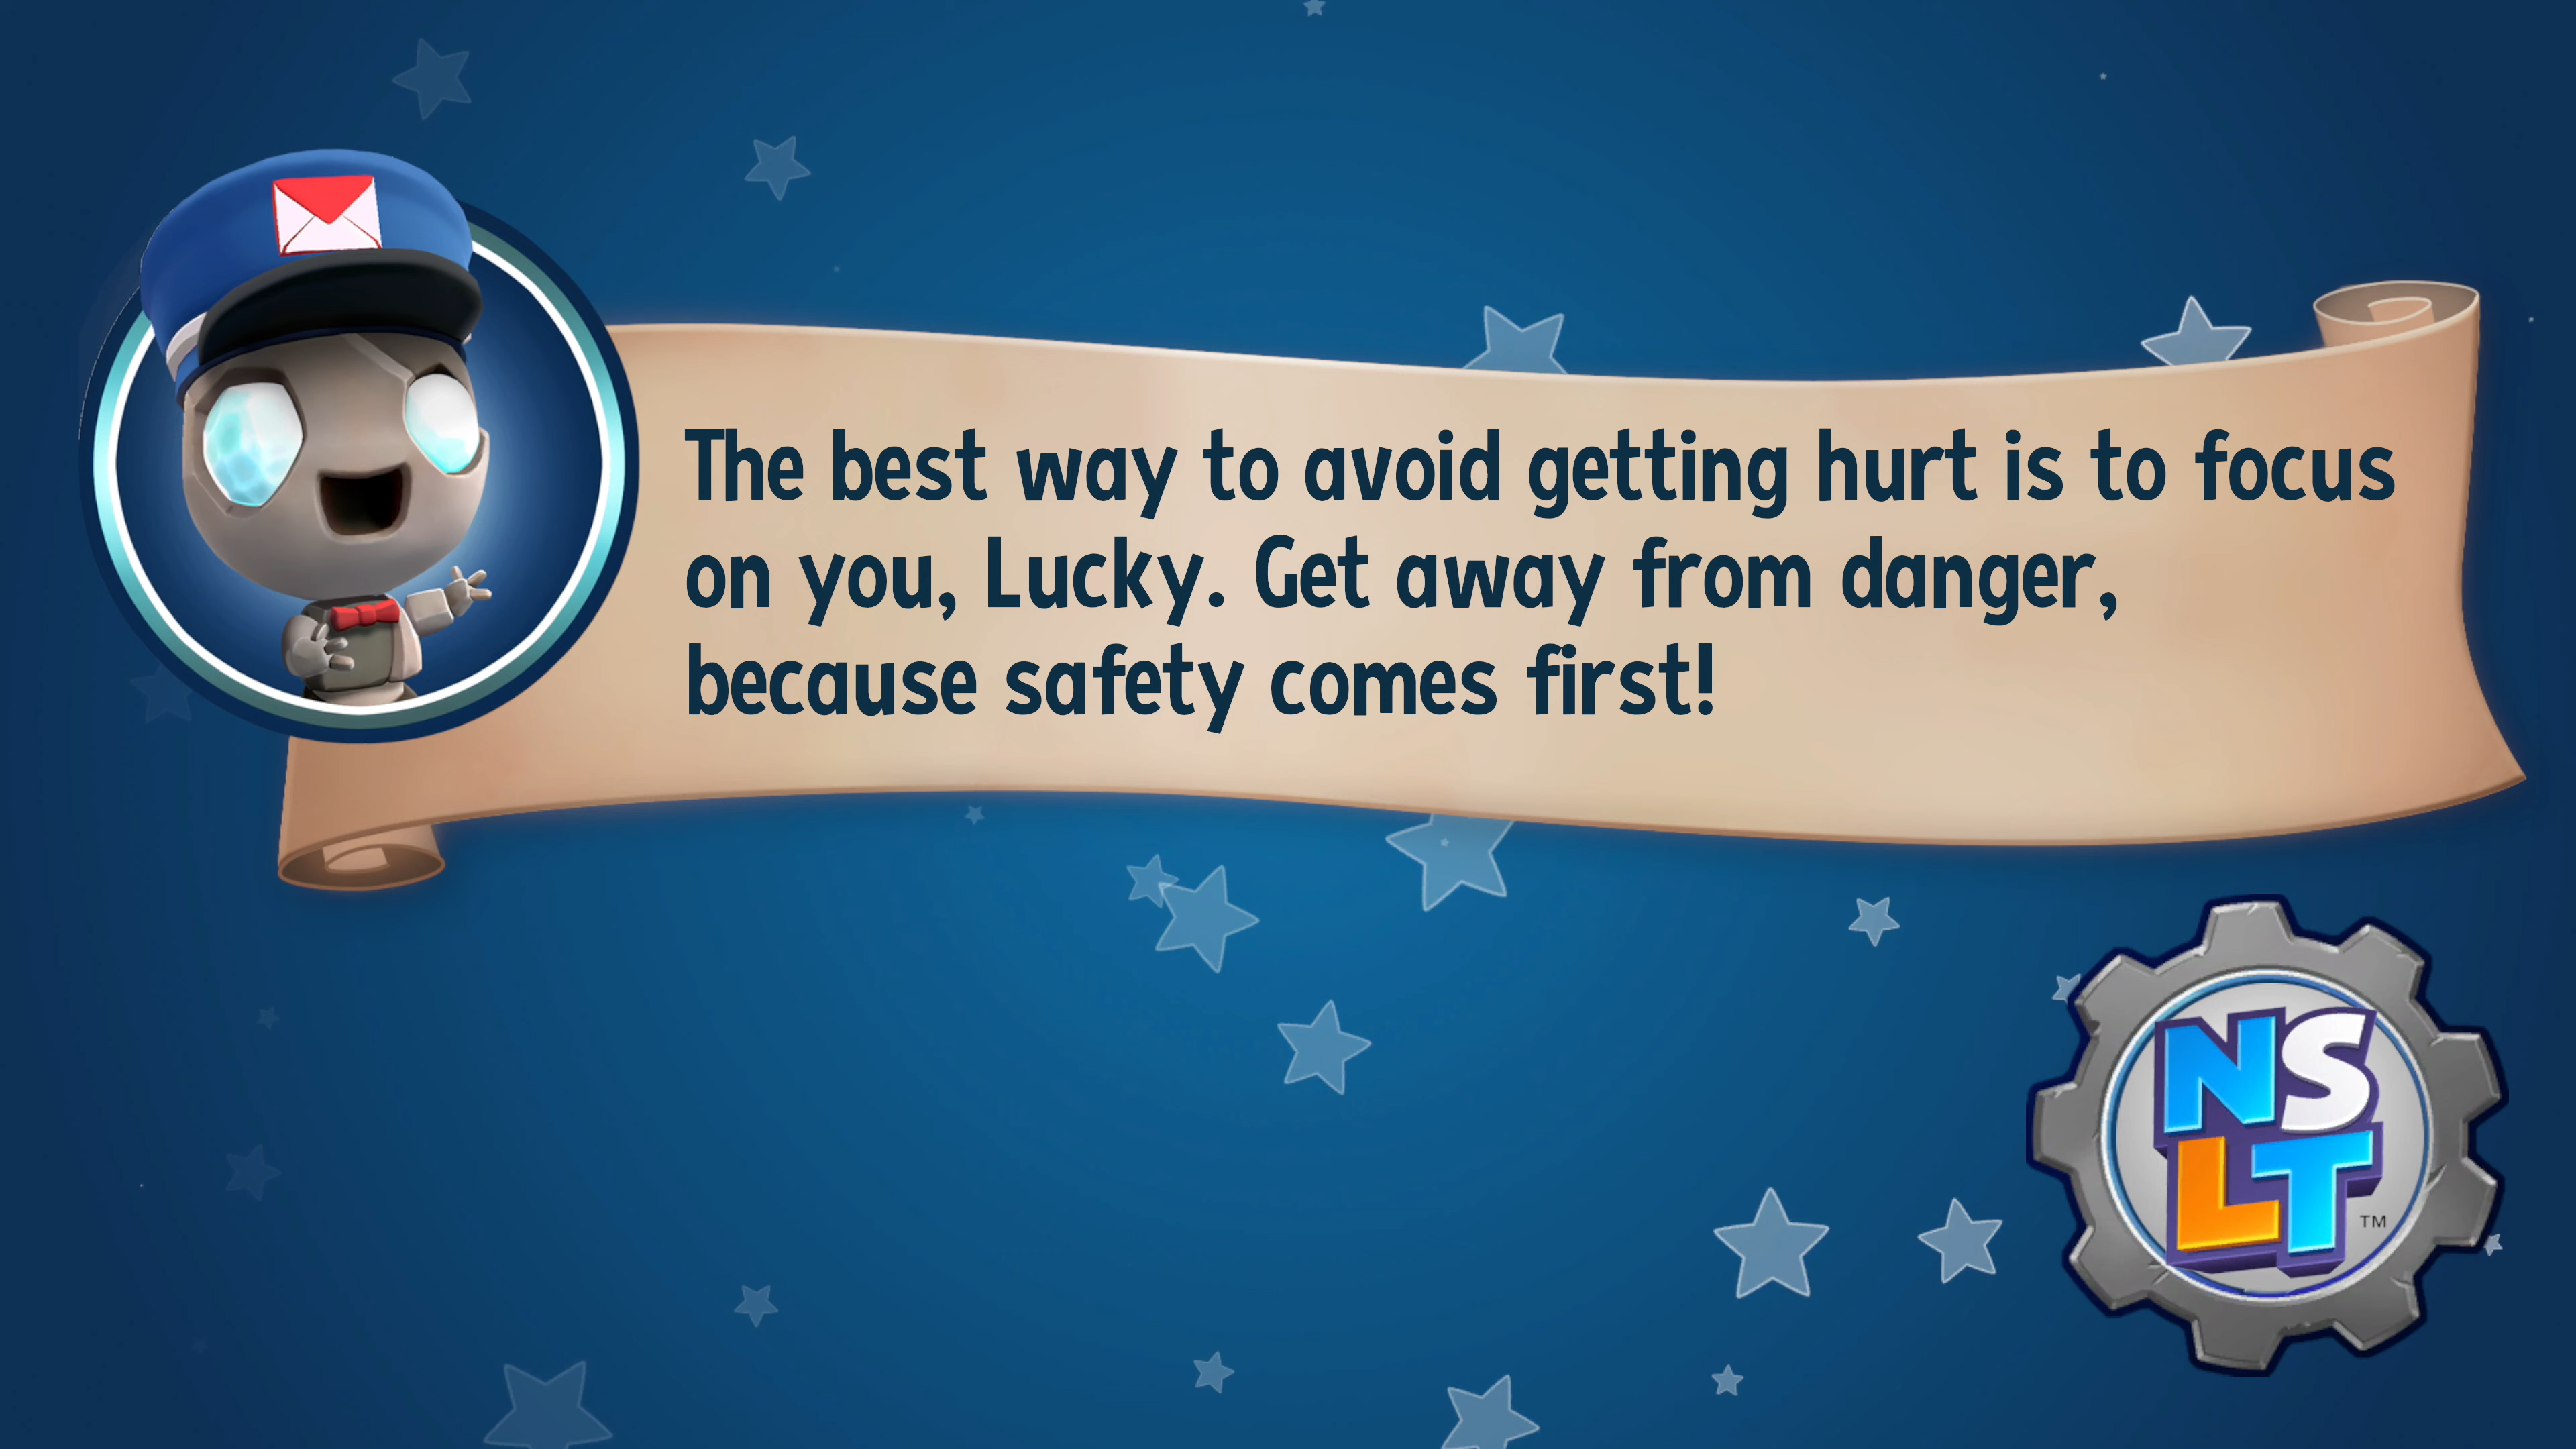 The best way to avoid getting hurt is to focus
on you, Lucky. Get away from danger,
because safety comes first!
NS
LT
TM